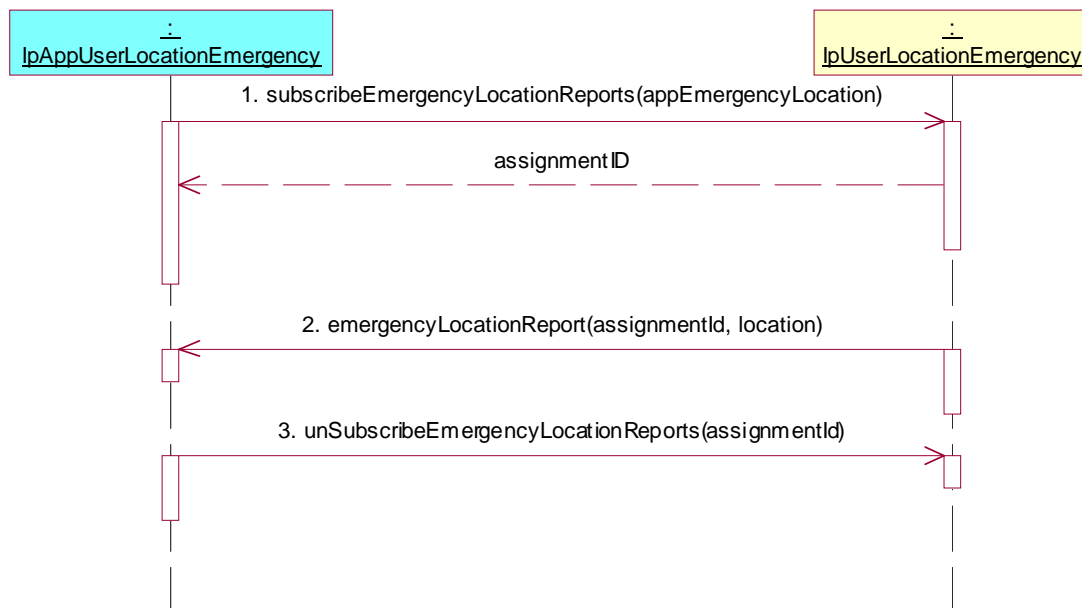 :
IpAppUserLocationEmergency
:
IpUserLocationEmergency
1. subscribeEmergencyLocationReports(appEmergencyLocation)
assignmentID
2. emergencyLocationReport(assignmentId, location)
3. unSubscribeEmergencyLocationReports(assignmentId)